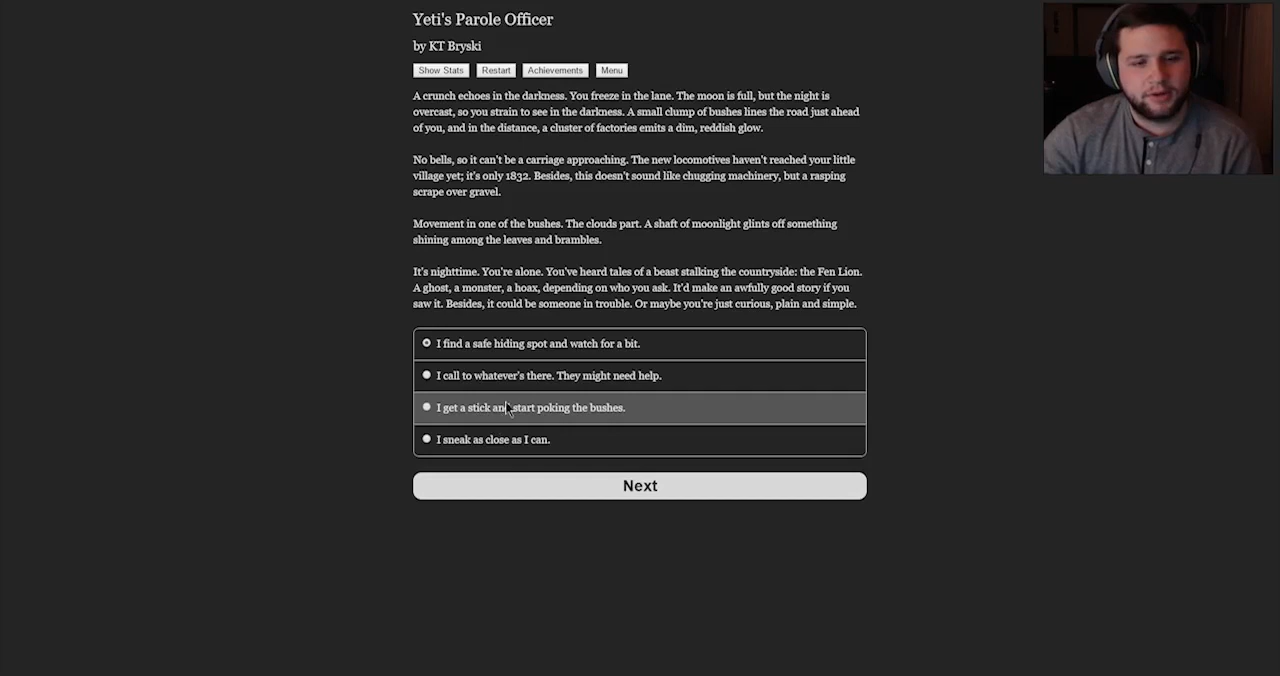 Yeti's Parole Officer
by KT Bryski
Show Stats Restart Achievements Menu
A crunch echoes in the darkness. You freeze in the lane. The moon is full, but the night is
overcast, so you strain to see in the darkness. A small clump of bushes lines the road just ahead
of you, and in the distance, a cluster of factories emits a dim, reddish glow.
No bells, so it can't be a carriage approaching. The new locomotives haven't reached your little
village yet; it's only 1832. Besides, this doesn't sound like chugging machinery, but a rasping
scrape over gravel.
Movement in one of the bushes. The clouds part. A shaft of moonlight glints off something
shining among the leaves and brambles.
It's nighttime. You're alone. You've heard tales of a beast stalking the countryside: the Fen Lion.
A ghost, a monster, a hoax, depending on who you ask. It'd make an awfully good story if you
saw it. Besides, it could be someone in trouble. Or maybe you're just curious, plain and simple.
I find a safe hiding spot and watch for a bit.
I call to whatever's there. They might need help.
I get a stick and start poking the bushes.
I sneak as close as I can.
Next